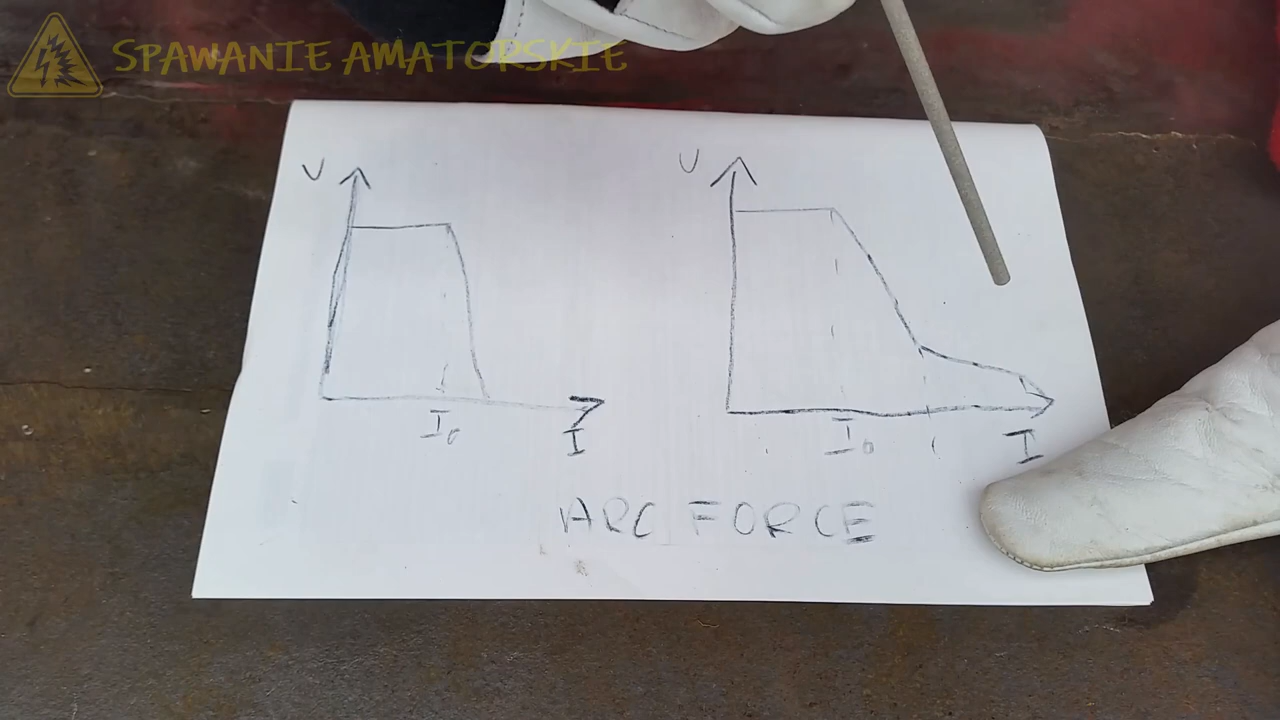 SPAWANIE AMATORSKIE
U
U
I₀
I
I₀
I
ARC FORCE